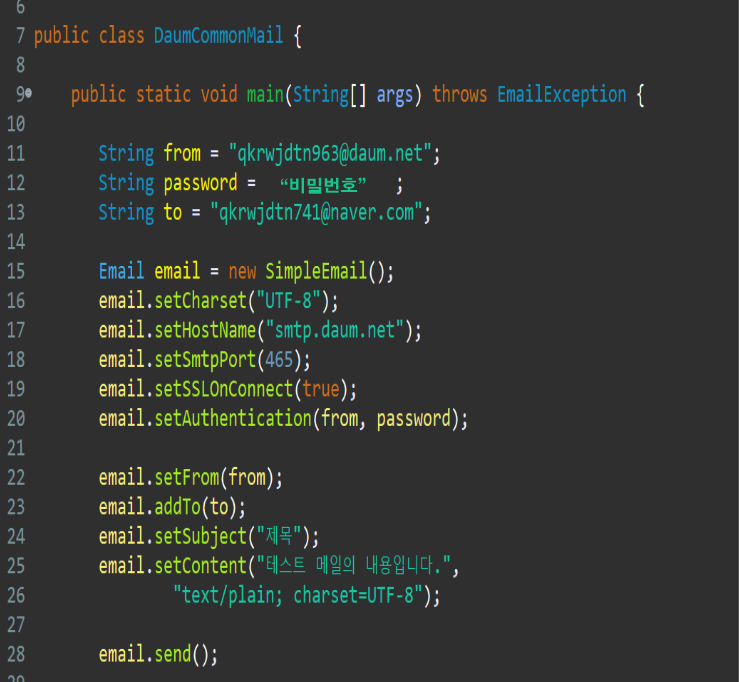 6
7 public class DaumCommonMail {
8
9 public static void main(String[] args) throws EmailException {
10
11 String from = "qkrwjdtn963@daum.net";
12 String password = “비밀번호” ;
13 String to = "qkrwjdtn741@naver.com";
14
15 Email email = new SimpleEmail();
16 email.setCharset("UTF-8");
17 email.setHostName("smtp.daum.net");
18 email.setSmtpPort(465);
19 email.setSSLOnConnect(true);
20 email.setAuthentication(from, password);
21
22 email.setFrom(from);
23 email.addTo(to);
24 email.setSubject("제목");
25 email.setContent("테스트 메일의 내용입니다.",
26 "text/plain; charset=UTF-8");
27
28 email.send();
29